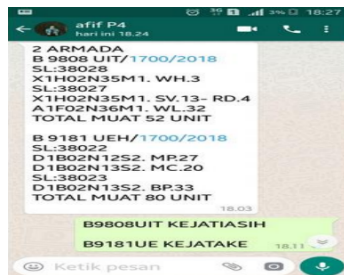 18:27
afif P4
hari ini 18.24
2 ARMADA
B 9808 UIT/1700/2018
SL:38028
X1H02N35M1. WH.3
SL:38027
X1H02N35M1. SV.13- RD.4
A1F02N36M1. WL.32
TOTAL MUAT 52 UNIT
B 9181 UEH/1700/2018
SL:38022
D1B02N12S2. MP.27
D1B02N13S2. MC.20
SL:38023
D1B02N13S2. BP.33
TOTAL MUAT 80 UNIT
18.03
B9808UIT KEJATIASIH
B9181UE KEJATAKE
18.11
Ketik pesan